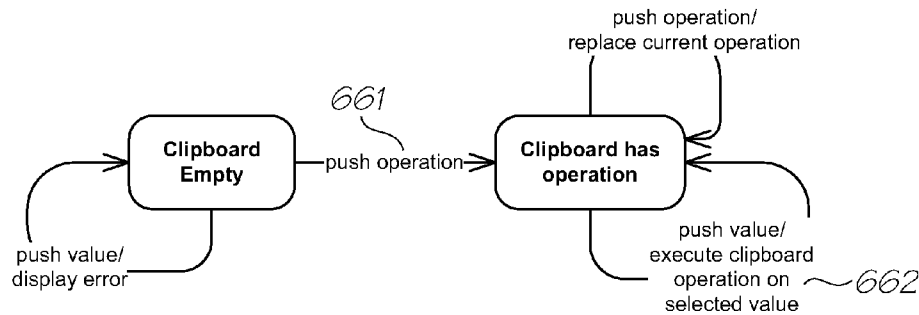 push operation/
replace current operation
661
Clipboard
Empty
push operation
Clipboard has
operation
push value/
display error
push value/
execute clipboard
operation on
selected value
662